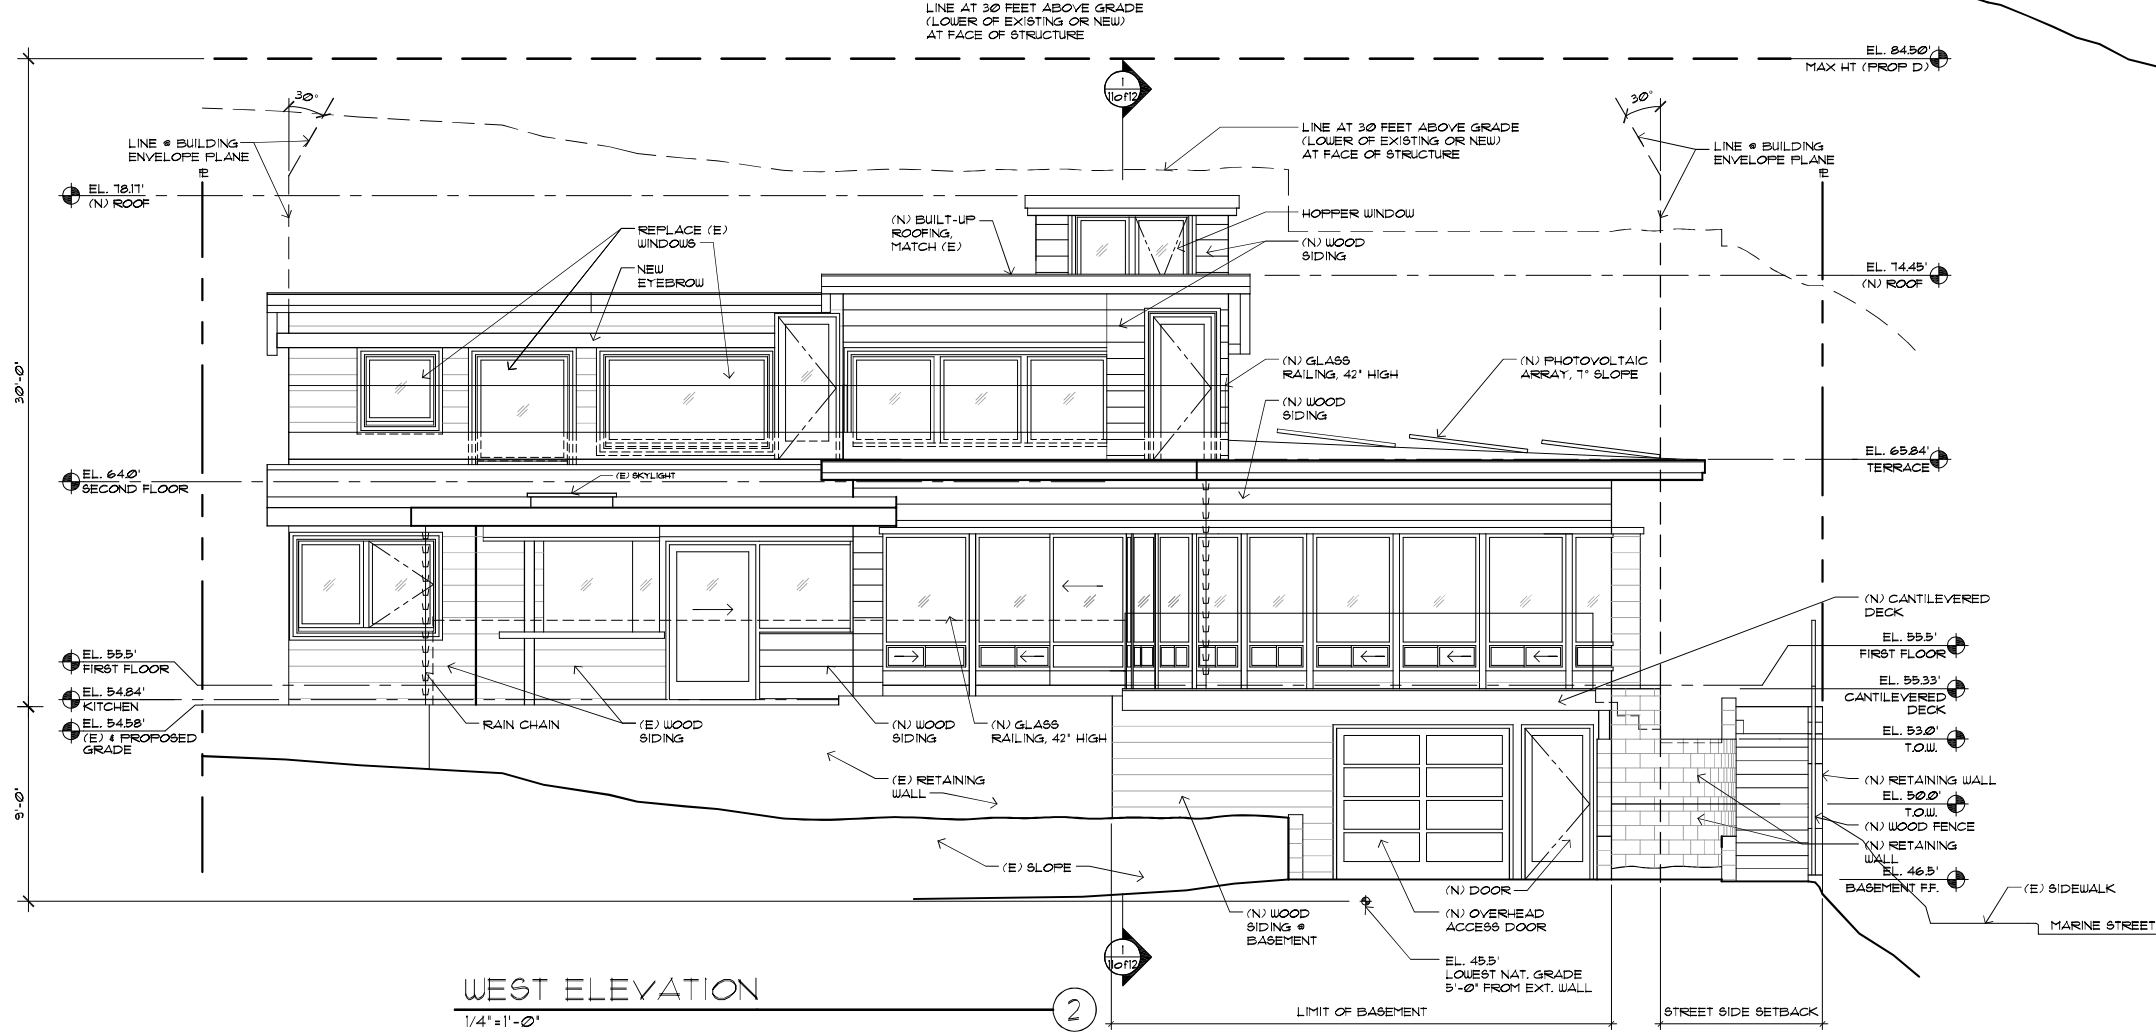 LINE AT 30 FEET ABOVE GRADE
(LOWER OF EXISTING OR NEW)
AT FACE OF STRUCTURE
EL. 84.50'
MAX HT (PROP D)
1
11of12
30°
30°
LINE @ BUILDING
ENVELOPE PLANE
PL
LINE AT 30 FEET ABOVE GRADE
(LOWER OF EXISTING OR NEW)
AT FACE OF STRUCTURE
LINE @ BUILDING
ENVELOPE PLANE
PL
EL. 78.17'
(N) ROOF
REPLACE (E)
WINDOWS
NEW
EYEBROW
(N) BUILT-UP
ROOFING,
MATCH (E)
HOPPER WINDOW
(N) WOOD
SIDING
EL. 74.45'
(N) ROOF
30'-0"
(N) GLASS
RAILING, 42" HIGH
(N) PHOTOVOLTAIC
ARRAY, 7° SLOPE
(N) WOOD
SIDING
EL. 64.0'
SECOND FLOOR
(E) SKYLIGHT
EL. 65.84'
TERRACE
(N) CANTILEVERED
DECK
EL. 55.5'
FIRST FLOOR
EL. 54.84'
KITCHEN
EL. 54.58'
(E) & PROPOSED
GRADE
EL. 55.5'
FIRST FLOOR
EL. 55.33'
CANTILEVERED
DECK
RAIN CHAIN
(E) WOOD
SIDING
(N) WOOD
SIDING
(N) GLASS
RAILING, 42" HIGH
EL. 53.0'
T.O.W.
(E) RETAINING
WALL
(N) RETAINING WALL
EL. 50.0'
T.O.W.
(N) WOOD FENCE
(N) RETAINING
WALL
9'-0"
(E) SLOPE
EL. 46.5'
BASEMENT F.F.
(N) DOOR
(E) SIDEWALK
(N) WOOD
SIDING @
BASEMENT
(N) OVERHEAD
ACCESS DOOR
MARINE STREET
1
11of12
EL. 45.5'
LOWEST NAT. GRADE
5'-0" FROM EXT. WALL
WEST ELEVATION
1/4"=1'-0"
2
LIMIT OF BASEMENT
STREET SIDE SETBACK